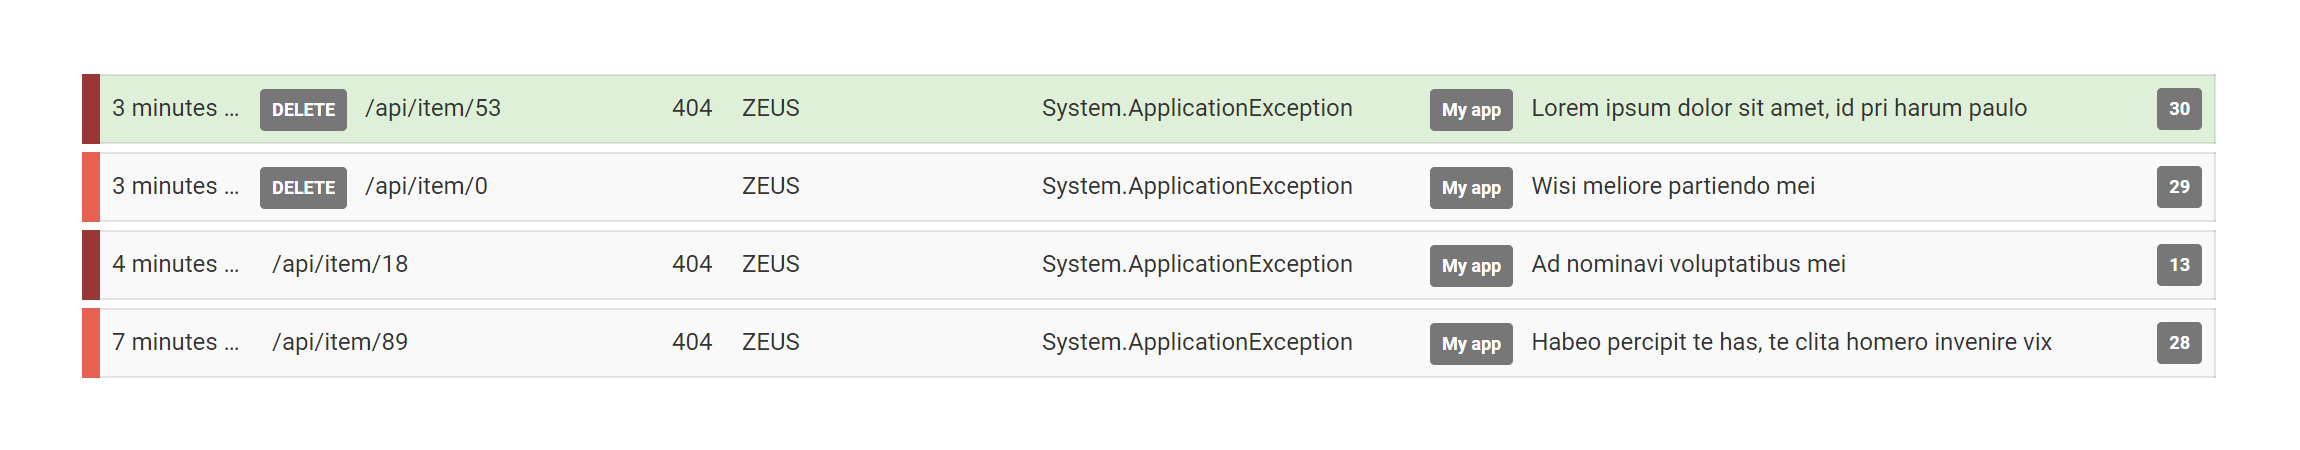 3 minutes ... DELETE /api/item/53 404 ZEUS System.ApplicationException My app Lorem ipsum dolor sit amet, id pri harum paulo 30
3 minutes ... DELETE /api/item/0 ZEUS System.ApplicationException My app Wisi meliore partiendo mei 29
4 minutes ... /api/item/18 404 ZEUS System.ApplicationException My app Ad nominavi voluptatibus mei 13
7 minutes ... /api/item/89 404 ZEUS System.ApplicationException My app Habeo percipit te has, te clita homero invenire vix 28